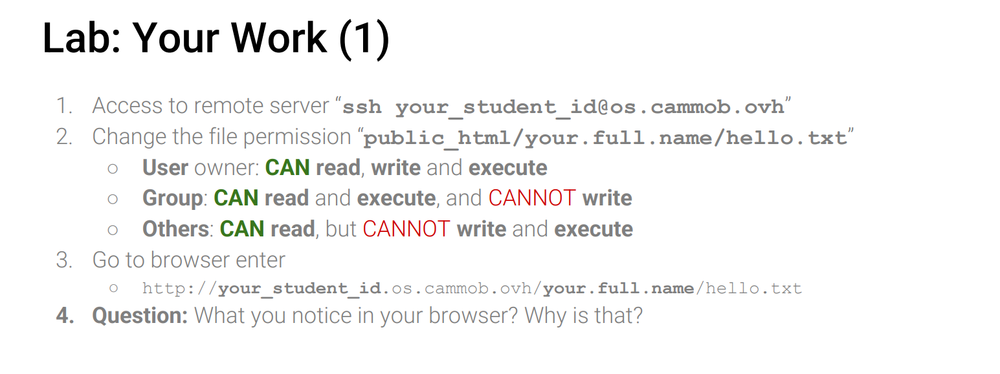 Lab: Your Work (1)
1. Access to remote server “ssh your_student_id@os.cammob.ovh”
2. Change the file permission “public_html/your.full.name/hello.txt”
○ User owner: CAN read, write and execute
○ Group: CAN read and execute, and CANNOT write
○ Others: CAN read, but CANNOT write and execute
3. Go to browser enter
○ http://your_student_id.os.cammob.ovh/your.full.name/hello.txt
4. Question: What you notice in your browser? Why is that?